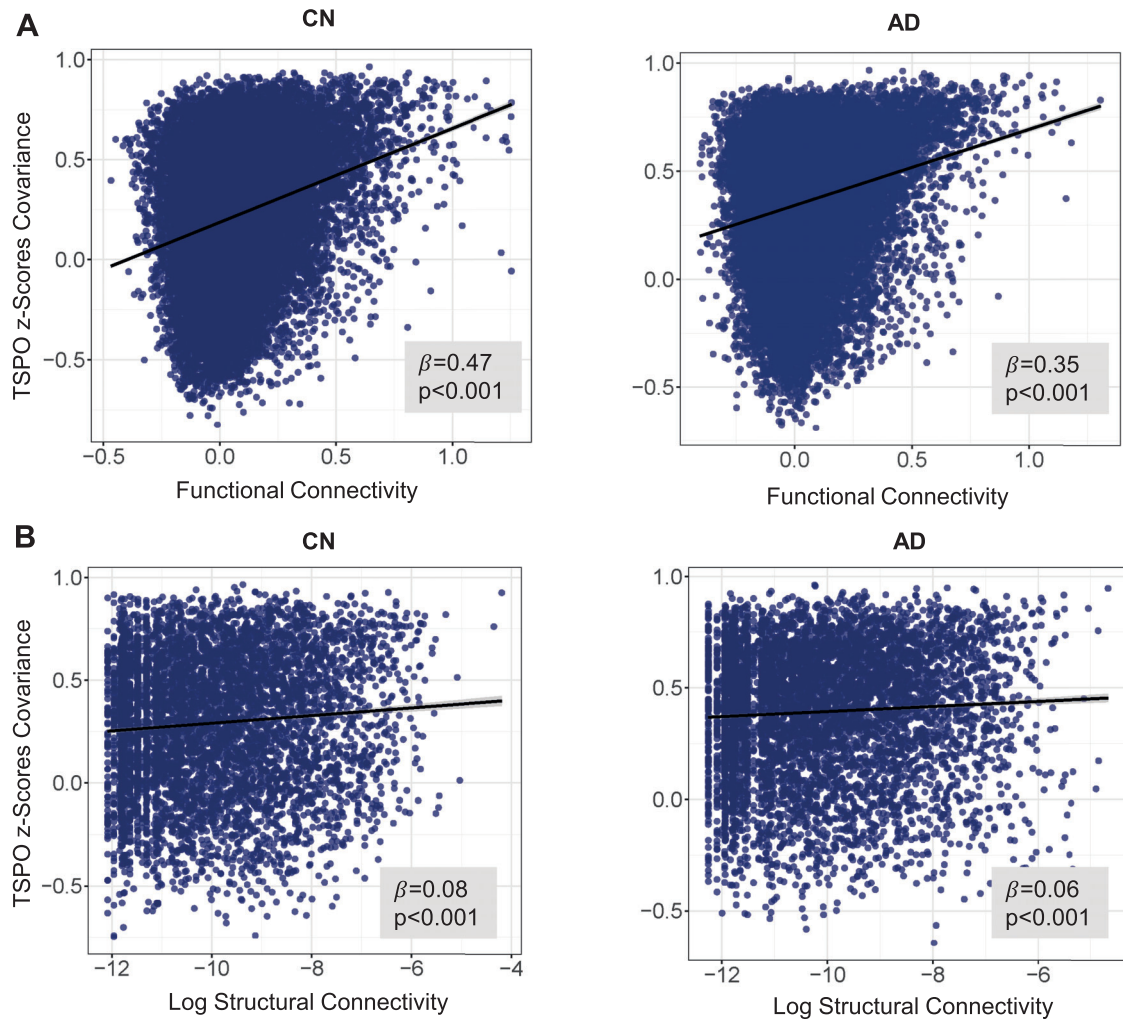 A
CN
AD
TSPO z-Scores Covariance
1.0
0.5
0.0
−0.5
−0.5
0.0
0.5
1.0
Functional Connectivity
β=0.47
p<0.001
1.0
0.5
0.0
−0.5
0.0
0.5
1.0
Functional Connectivity
β=0.35
p<0.001
B
CN
AD
TSPO z-Scores Covariance
1.0
0.5
0.0
−0.5
−12
−10
−8
−6
−4
Log Structural Connectivity
β=0.08
p<0.001
1.0
0.5
0.0
−0.5
−12
−10
−8
−6
Log Structural Connectivity
β=0.06
p<0.001